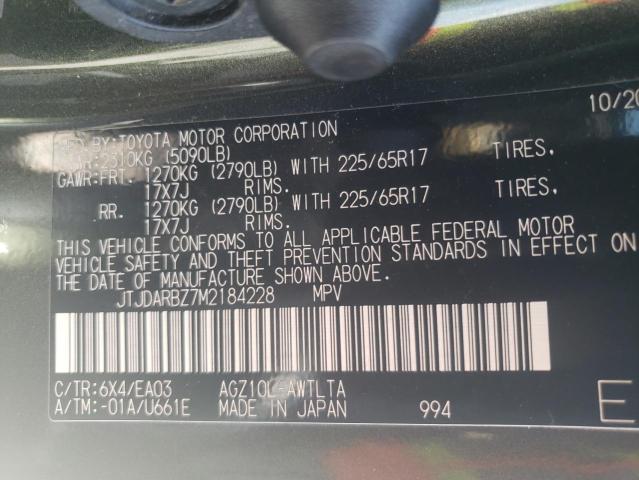 10/20
MFD BY: TOYOTA MOTOR CORPORATION
2310KG (5090LB)
GAWR: FRT. 1270KG (2790LB) WITH 225/65R17 TIRES,
17X7J RIMS.
RR. 1270KG (2790LB) WITH 225/65R17 TIRES,
17X7J RIMS.
THIS VEHICLE CONFORMS TO ALL APPLICABLE FEDERAL MOTOR
VEHICLE SAFETY AND THEFT PREVENTION STANDARDS IN EFFECT ON
THE DATE OF MANUFACTURE SHOWN ABOVE.
JTJDARBZ7M2184228 MPV
C/TR: 6X4/EA03 AGZ10L-AWTLTA
A/TM: -01A/U661E MADE IN JAPAN 994 E